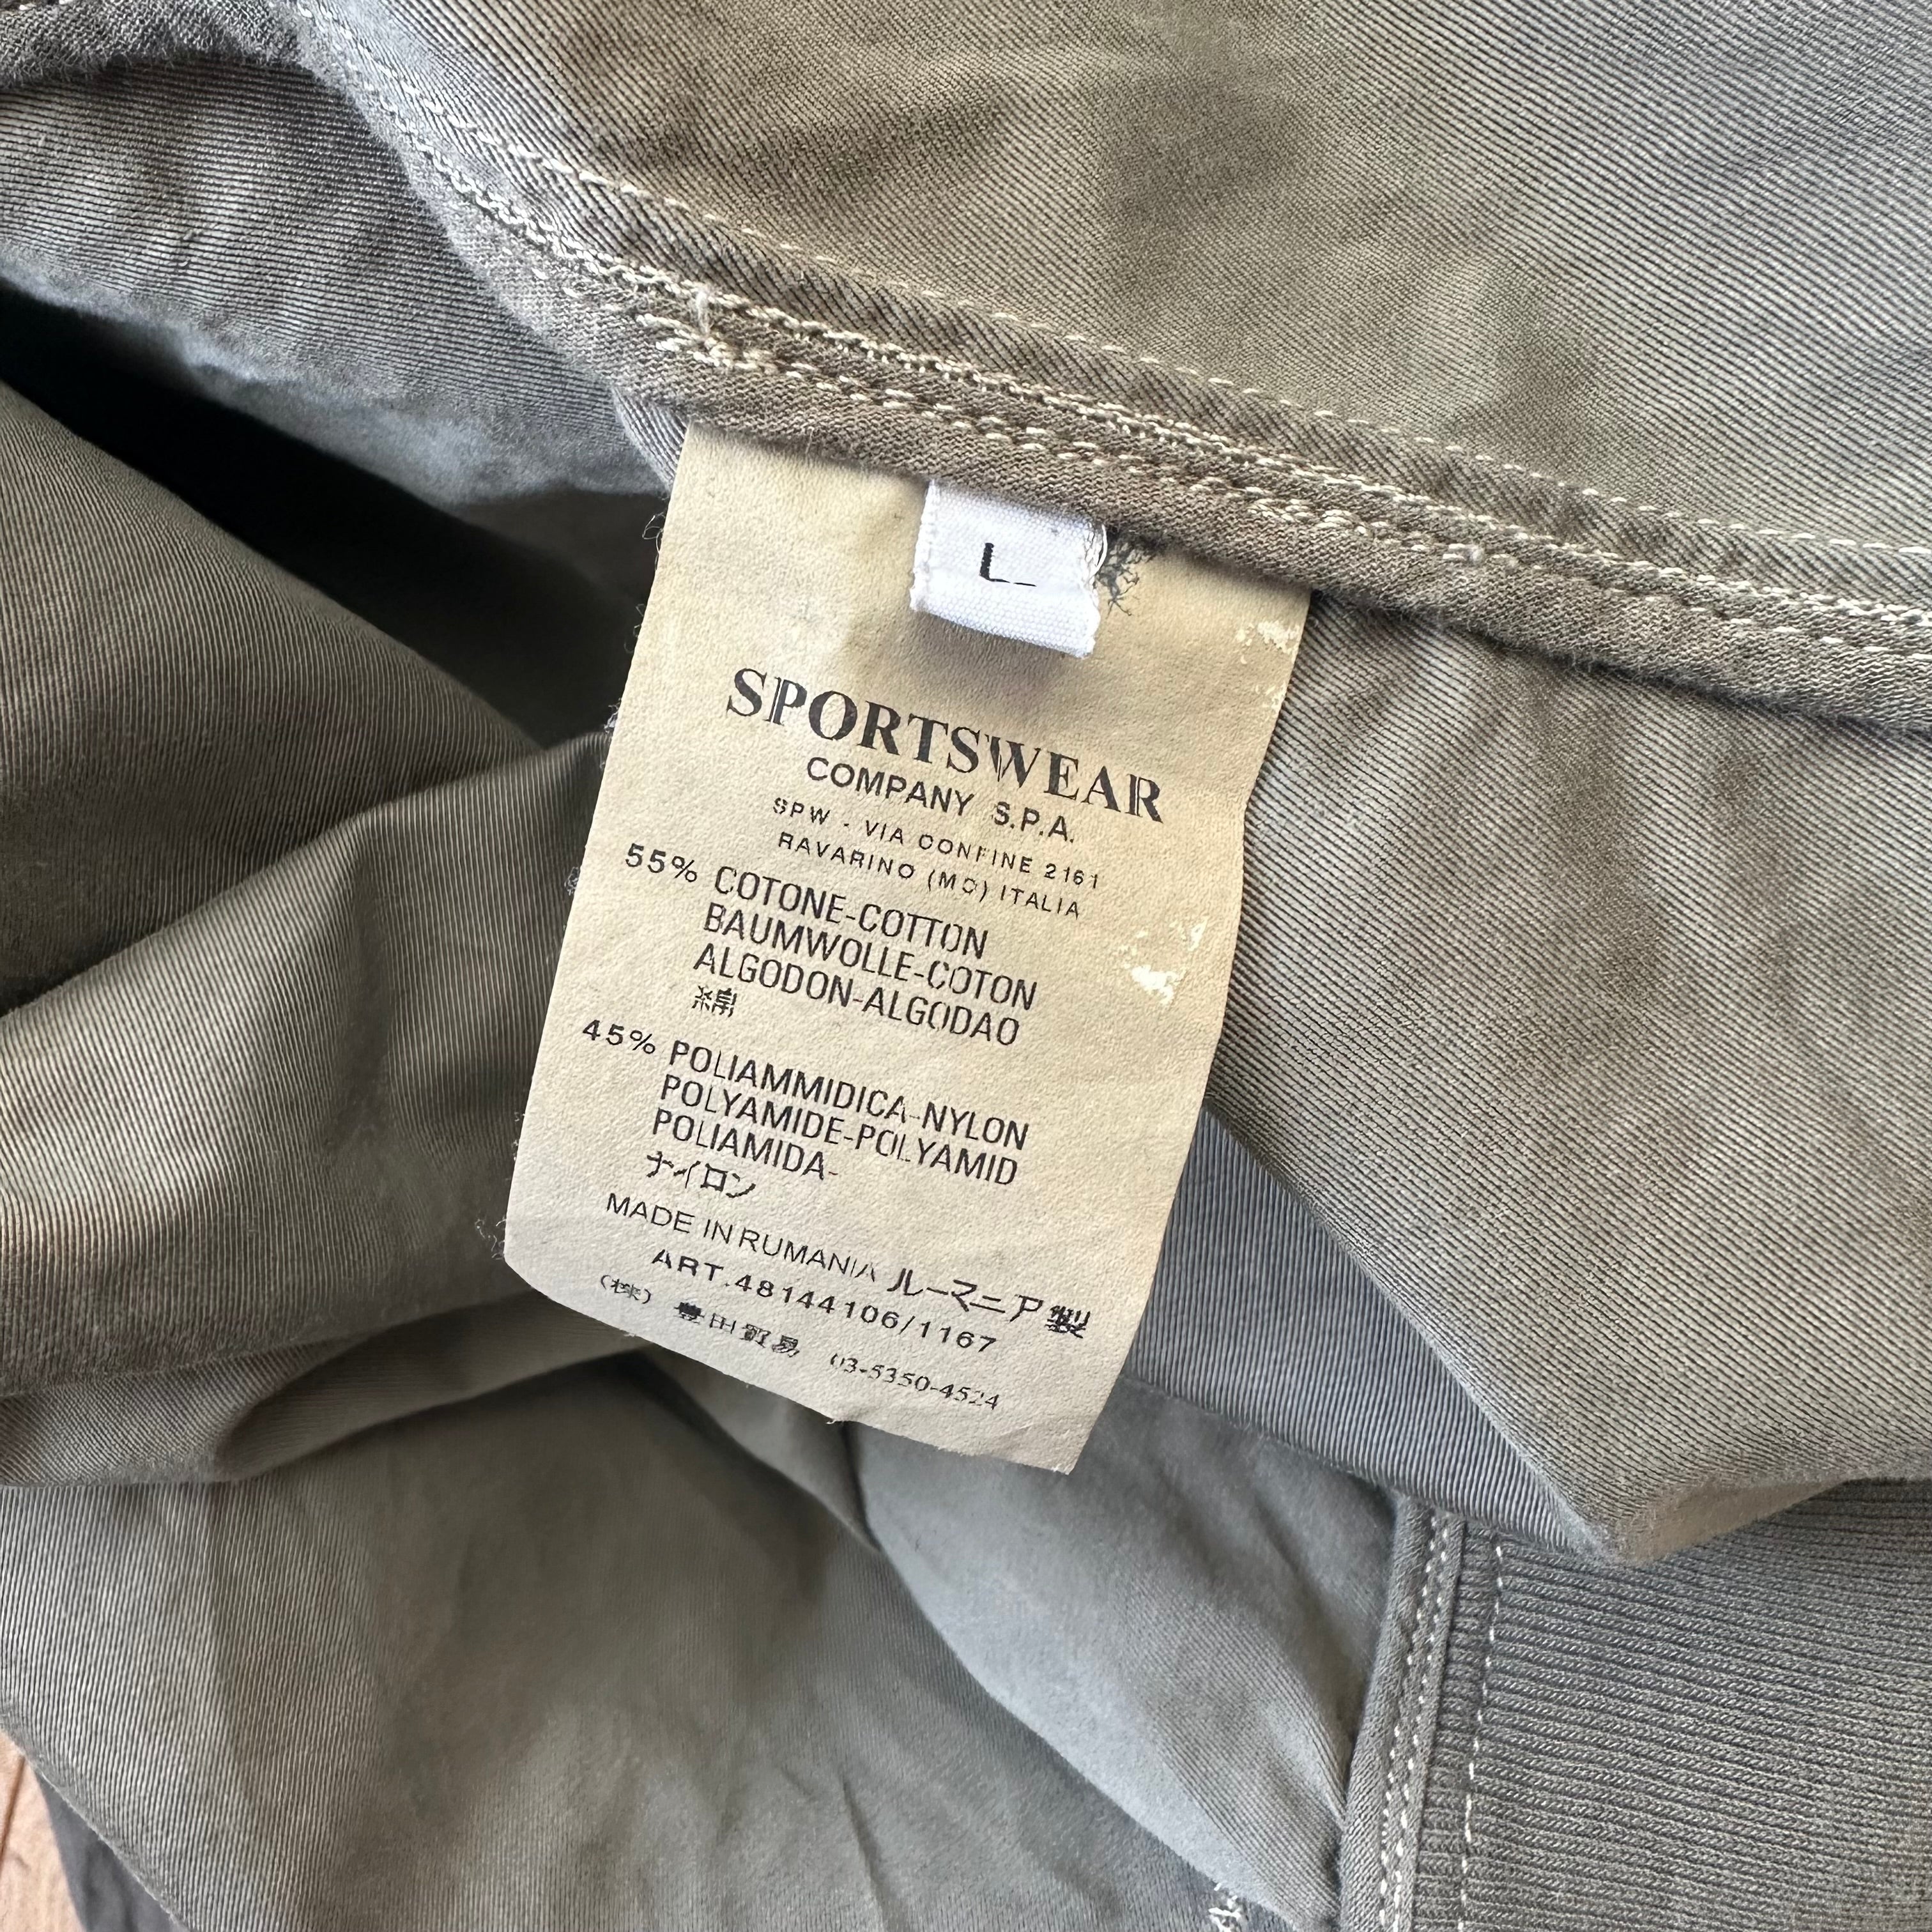 L
SPORTSWEAR
COMPANY S.P.A.
SPW - VIA CONFINE 2161
RAVARINO (MO) ITALIA
55% COTONE-COTTON
BAUMWOLLE-COTON
ALGODON-ALGODAO
綿
45% POLIAMMIDICA-NYLON
POLYAMIDE-POLYAMID
POLIAMIDA-
ナイロン
MADE IN RUMANIA ルーマニア製
ART.48144106/1167
(株) 豊田貿易 03-5350-4524